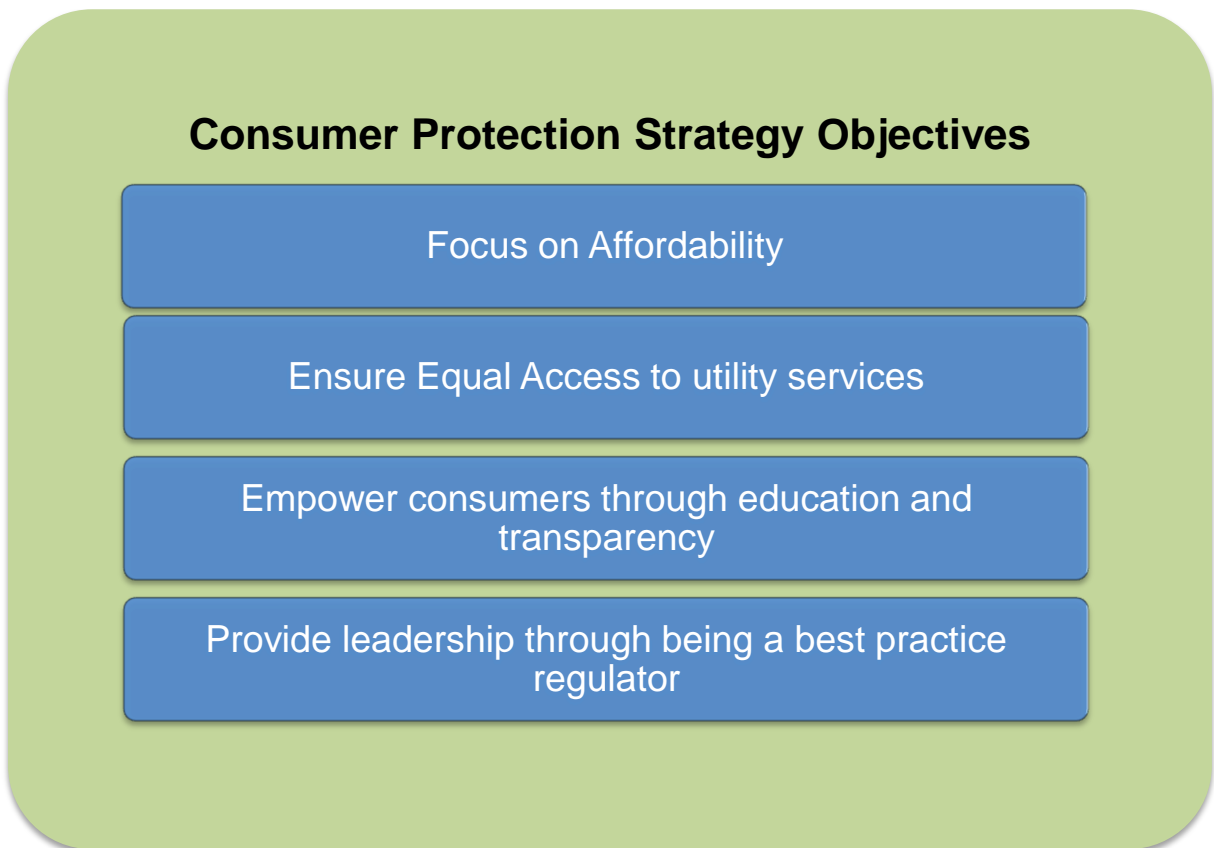 Consumer Protection Strategy Objectives
Focus on Affordability
Ensure Equal Access to utility services
Empower consumers through education and
transparency
Provide leadership through being a best practice
regulator